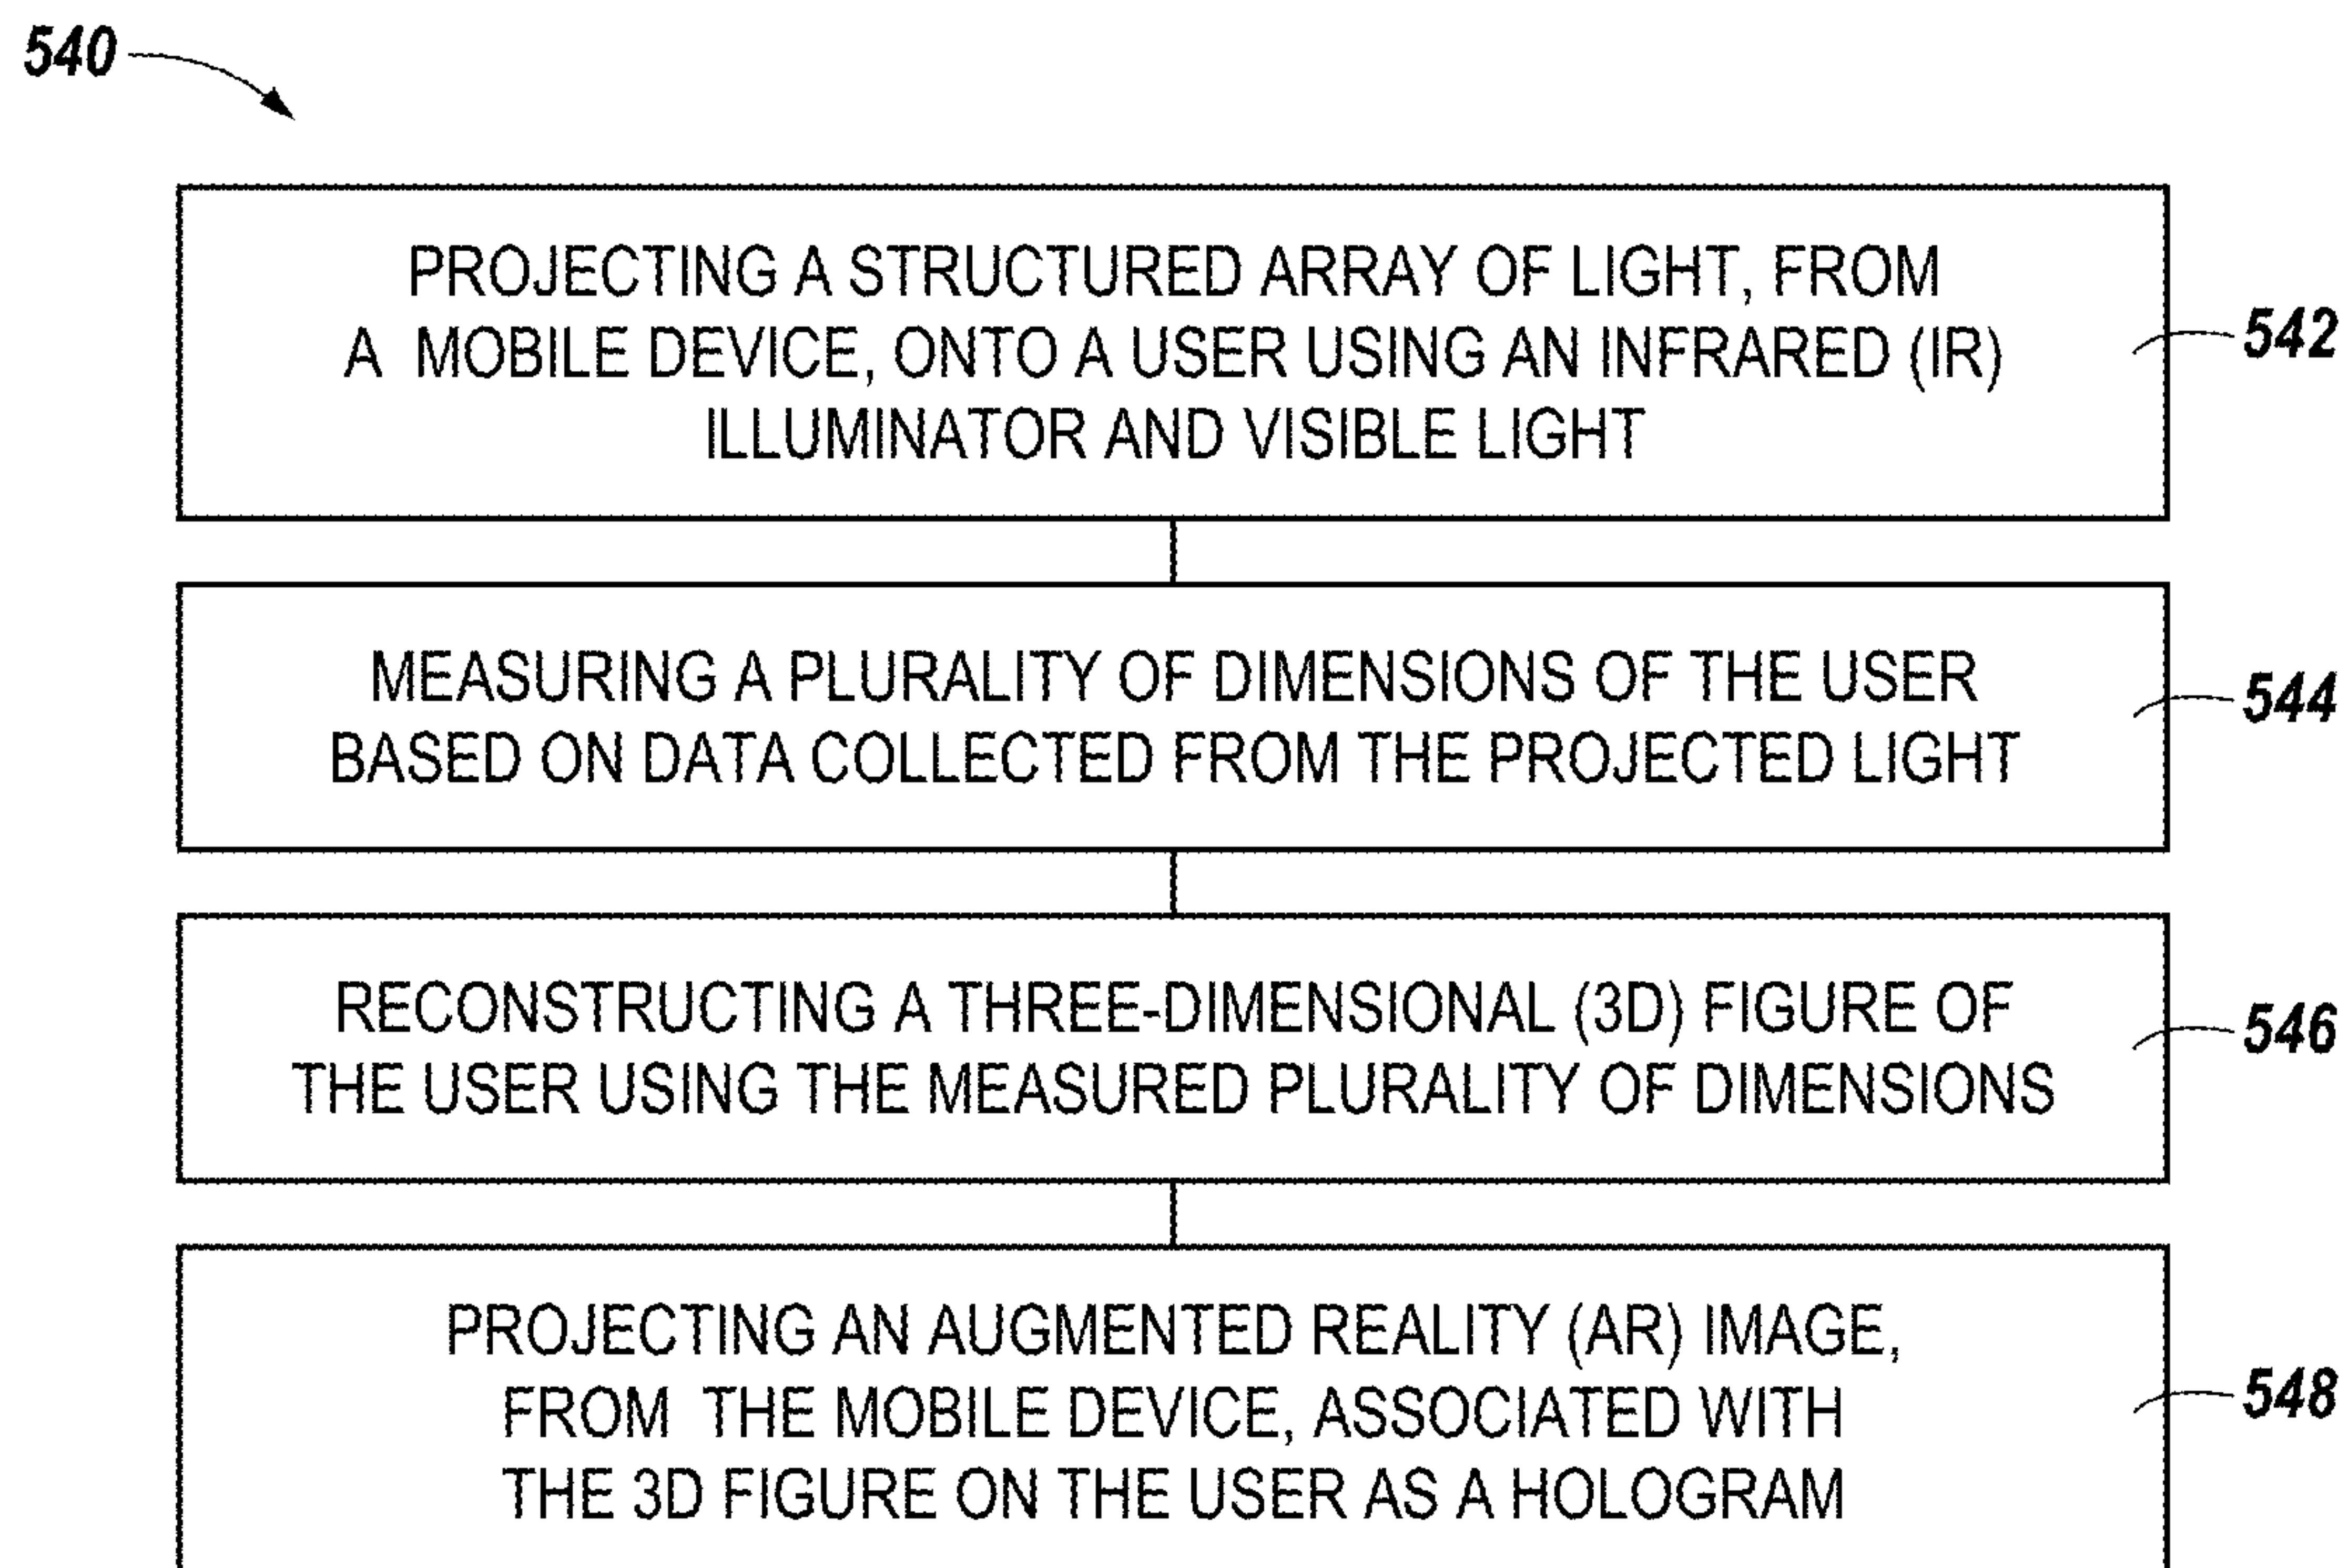 540
PROJECTING A STRUCTURED ARRAY OF LIGHT, FROM
A MOBILE DEVICE, ONTO A USER USING AN INFRARED (IR)
ILLUMINATOR AND VISIBLE LIGHT
542
MEASURING A PLURALITY OF DIMENSIONS OF THE USER
BASED ON DATA COLLECTED FROM THE PROJECTED LIGHT
544
RECONSTRUCTING A THREE-DIMENSIONAL (3D) FIGURE OF
THE USER USING THE MEASURED PLURALITY OF DIMENSIONS
546
PROJECTING AN AUGMENTED REALITY (AR) IMAGE,
FROM THE MOBILE DEVICE, ASSOCIATED WITH
THE 3D FIGURE ON THE USER AS A HOLOGRAM
548